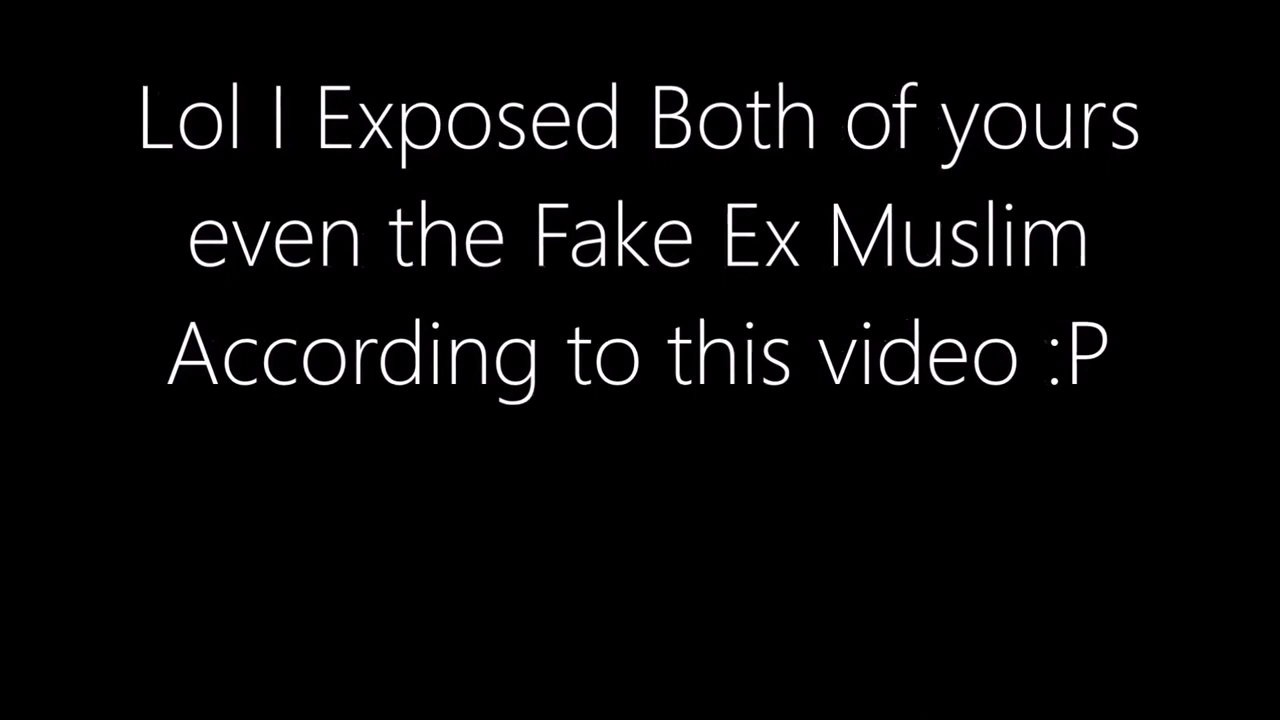 Lol I Exposed Both of yours
even the Fake Ex Muslim
According to this video :P